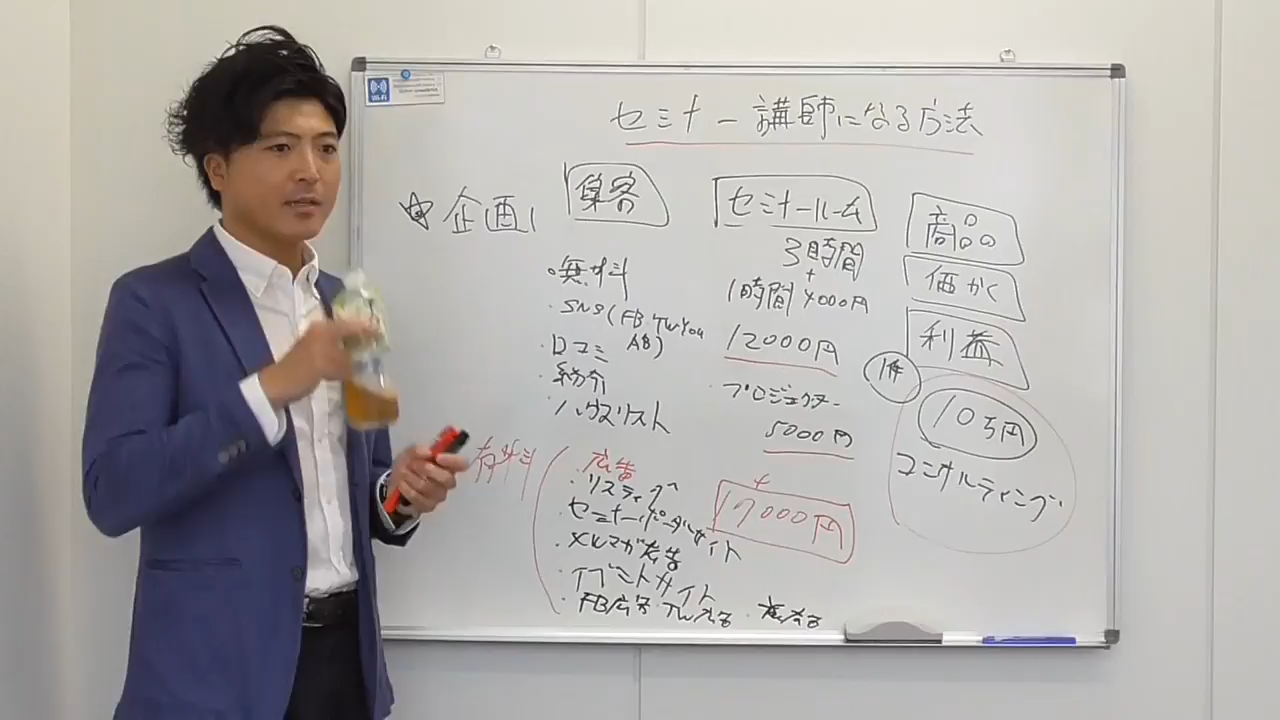 Wi-Fi
セミナー講師になる方法
☆企画
集客
・無料
・SNS(FB・TW・You
AB)
・口コミ
・紹介
・ハウスリスト
有料
・広告
・リスティング
・セミナーポータルサイト
・メルマガ広告
・イベントサイト
・FB広告・TW広告・
セミナールーム
3時間
+
1時間4000円
12000円
・プロジェクター
5000円
+
17000円
商品
価かく
利益
1件
10万円
コンサルティング